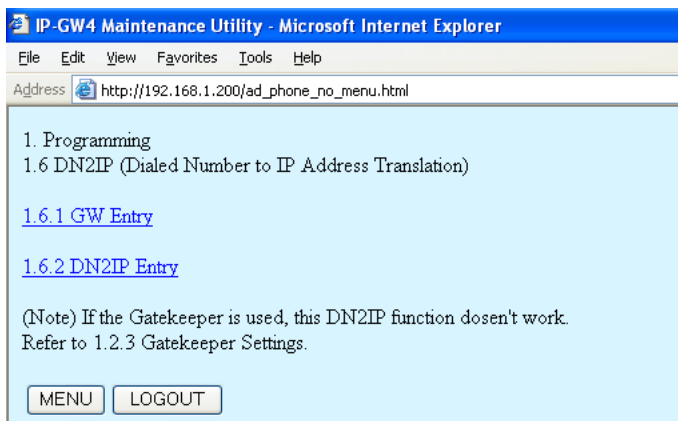 IP-GW4 Maintenance Utility - Microsoft Internet Explorer
File Edit View Favorites Tools Help
Address http://192.168.1.200/ad_phone_no_menu.html
1. Programming
1.6 DN2IP (Dialed Number to IP Address Translation)
1.6.1 GW Entry
1.6.2 DN2IP Entry
(Note) If the Gatekeeper is used, this DN2IP function dosen't work.
Refer to 1.2.3 Gatekeeper Settings.
MENU LOGOUT